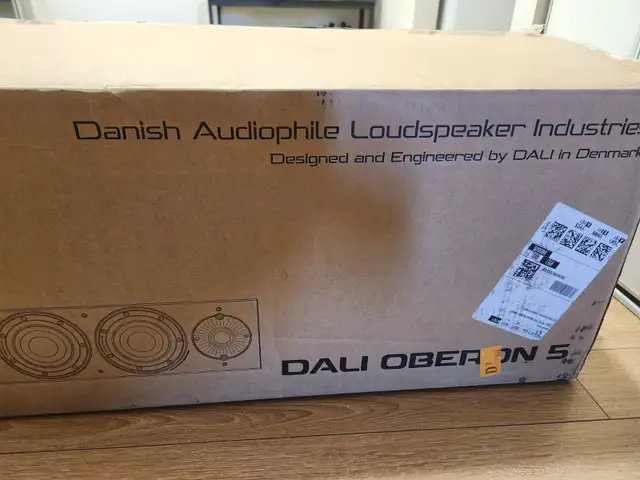 Danish Audiophile Loudspeaker Industries
Designed and Engineered by DALI in Denmark
DALI OBERON 5